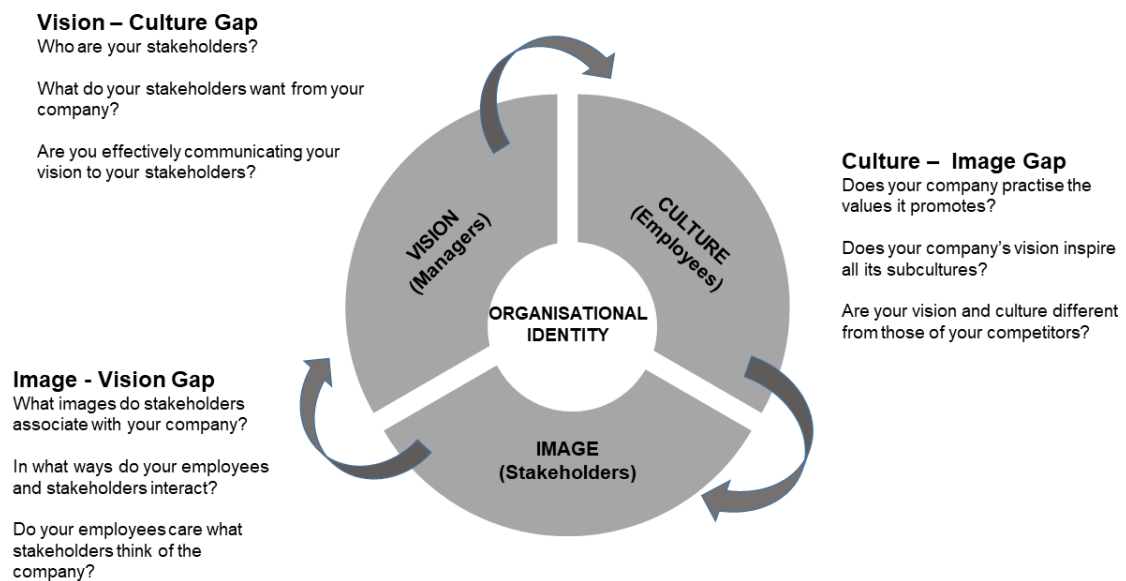 Vision – Culture Gap
Who are your stakeholders?
What do your stakeholders want from your
company?
Are you effectively communicating your
vision to your stakeholders?
VISION
(Managers)
CULTURE
(Employees)
ORGANISATIONAL
IDENTITY
IMAGE
(Stakeholders)
Culture – Image Gap
Does your company practise the
values it promotes?
Does your company's vision inspire
all its subcultures?
Are your vision and culture different
from those of your competitors?
Image - Vision Gap
What images do stakeholders
associate with your company?
In what ways do your employees
and stakeholders interact?
Do your employees care what
stakeholders think of the
company?